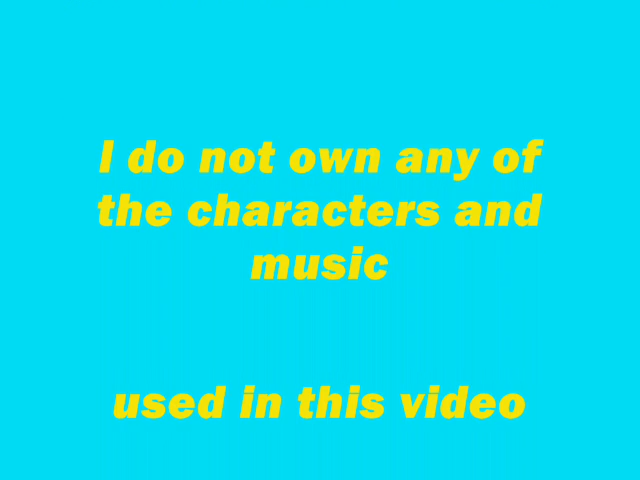 I do not own any of
the characters and
music
used in this video